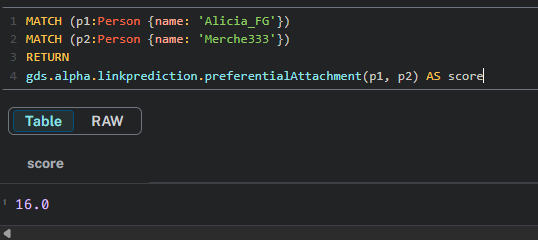 1 MATCH (p1:Person {name: 'Alicia_FG'})
2 MATCH (p2:Person {name: 'Merche333'})
3 RETURN
4 gds.alpha.linkprediction.preferentialAttachment(p1, p2) AS score
Table RAW
score
1 16.0